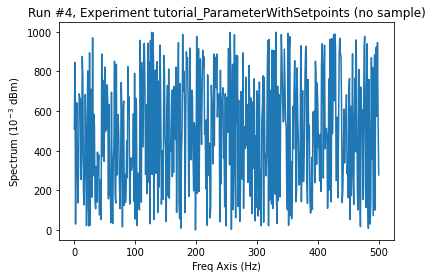 Run #4, Experiment tutorial_ParameterWithSetpoints (no sample)
1000
800
600
400
200
0
Spectrum (10⁻³ dBm)
0 100 200 300 400 500
Freq Axis (Hz)